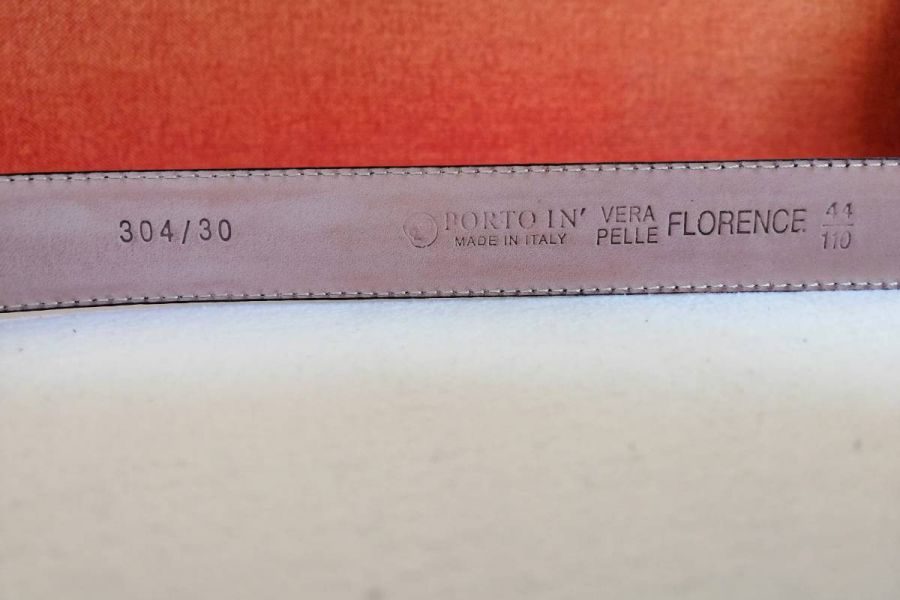 304/30
PORTO IN'
MADE IN ITALY
VERA
PELLE
FLORENCE
44
110